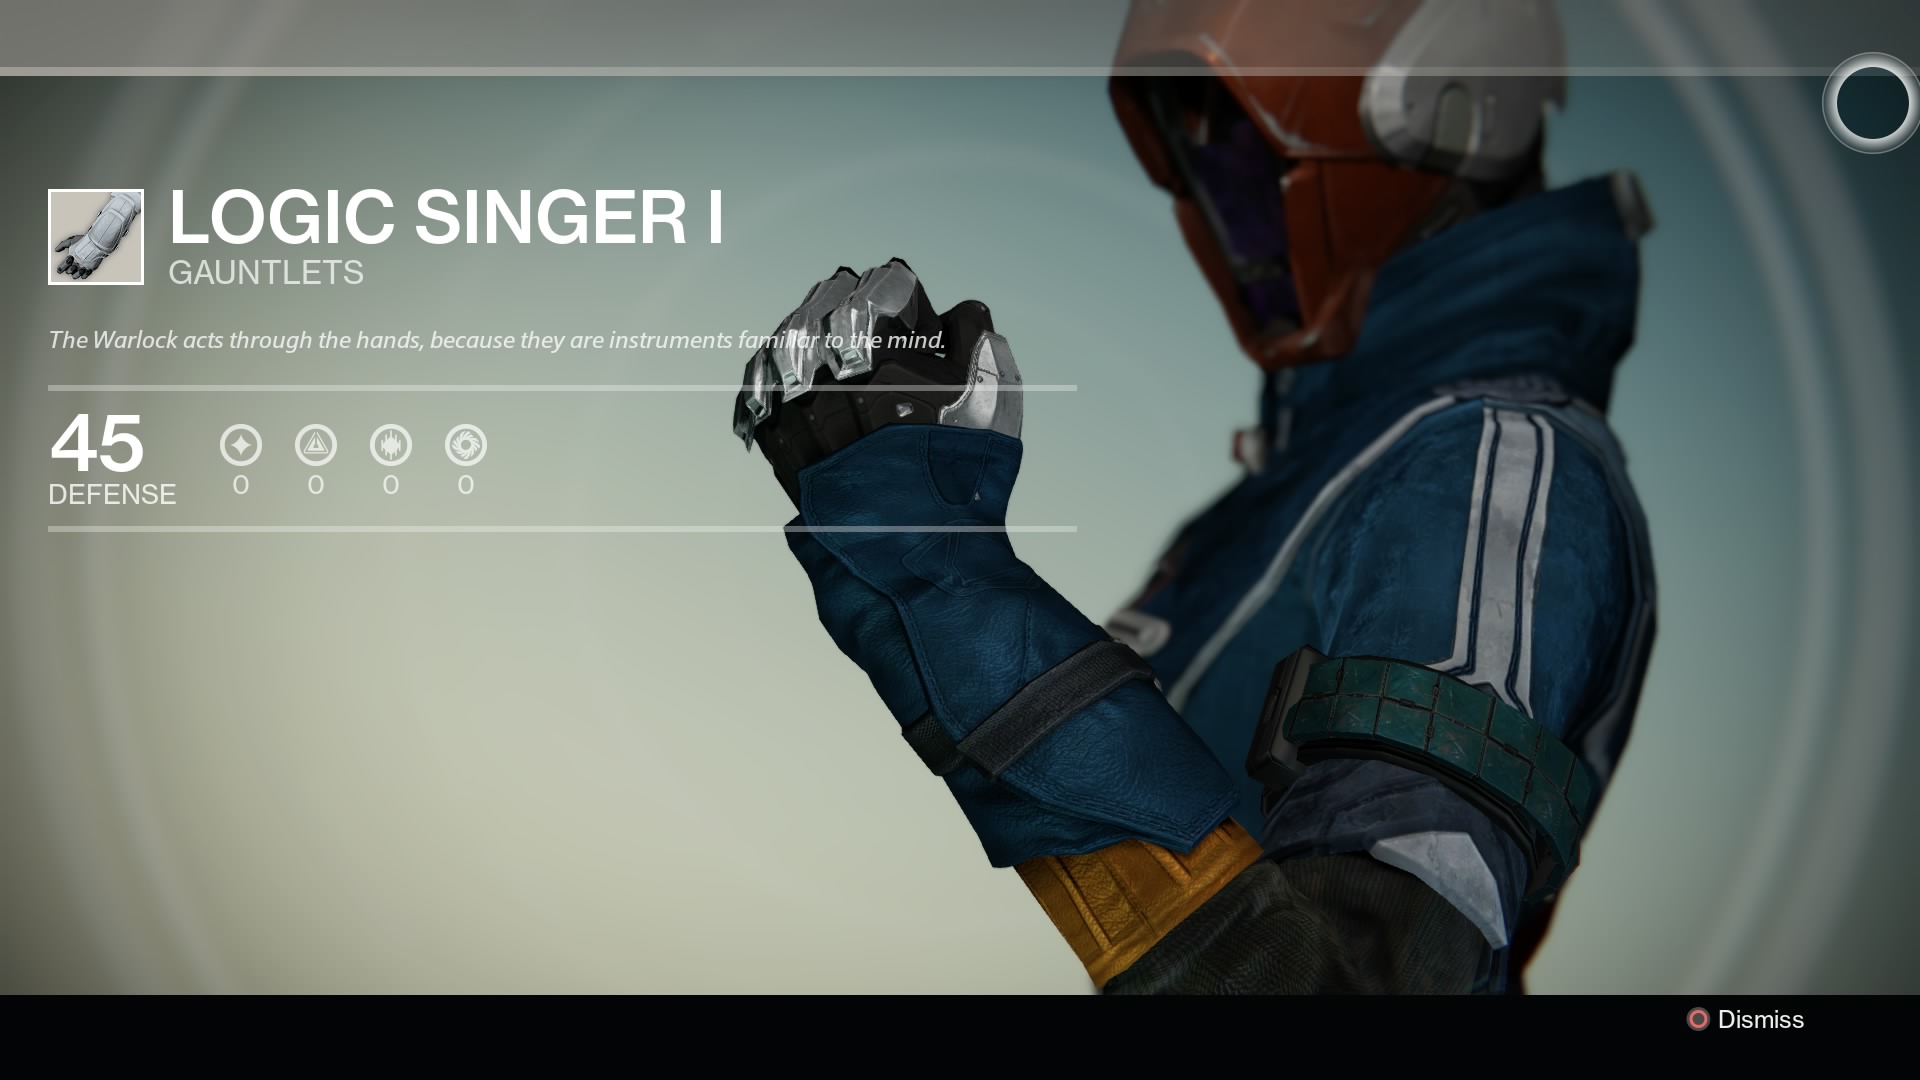 LOGIC SINGER I
GAUNTLETS
The Warlock acts through the hands, because they are instruments familiar to the mind.
45
DEFENSE
0 0 0 0
Dismiss